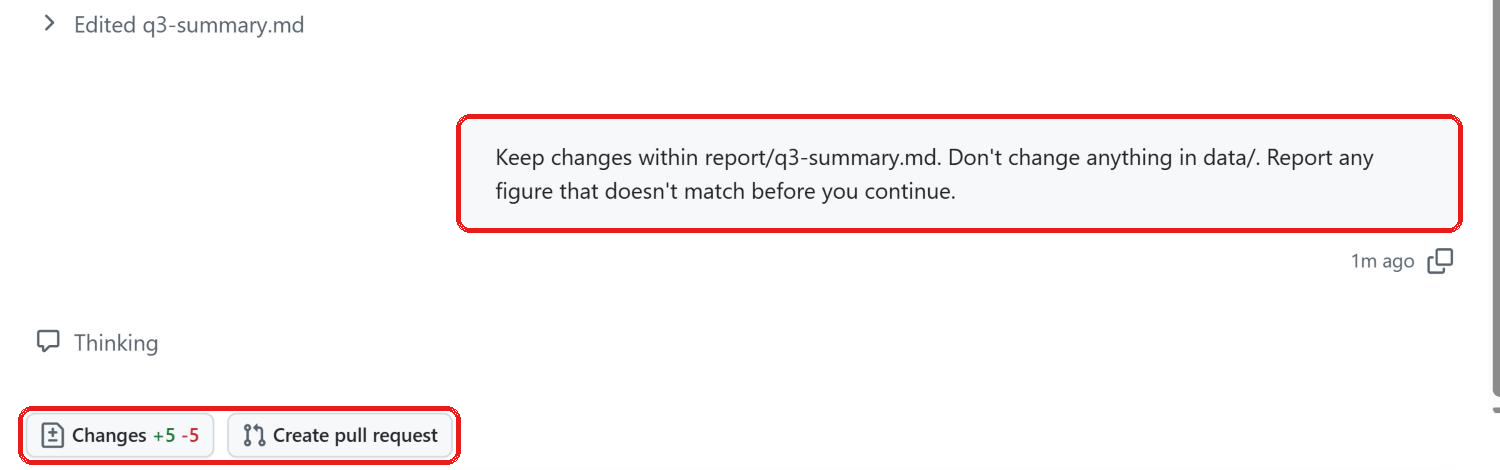 Edited q3-summary.md
Keep changes within report/q3-summary.md. Don't change anything in data/. Report any
figure that doesn't match before you continue.
1m ago
Thinking
Changes +5 -5
Create pull request